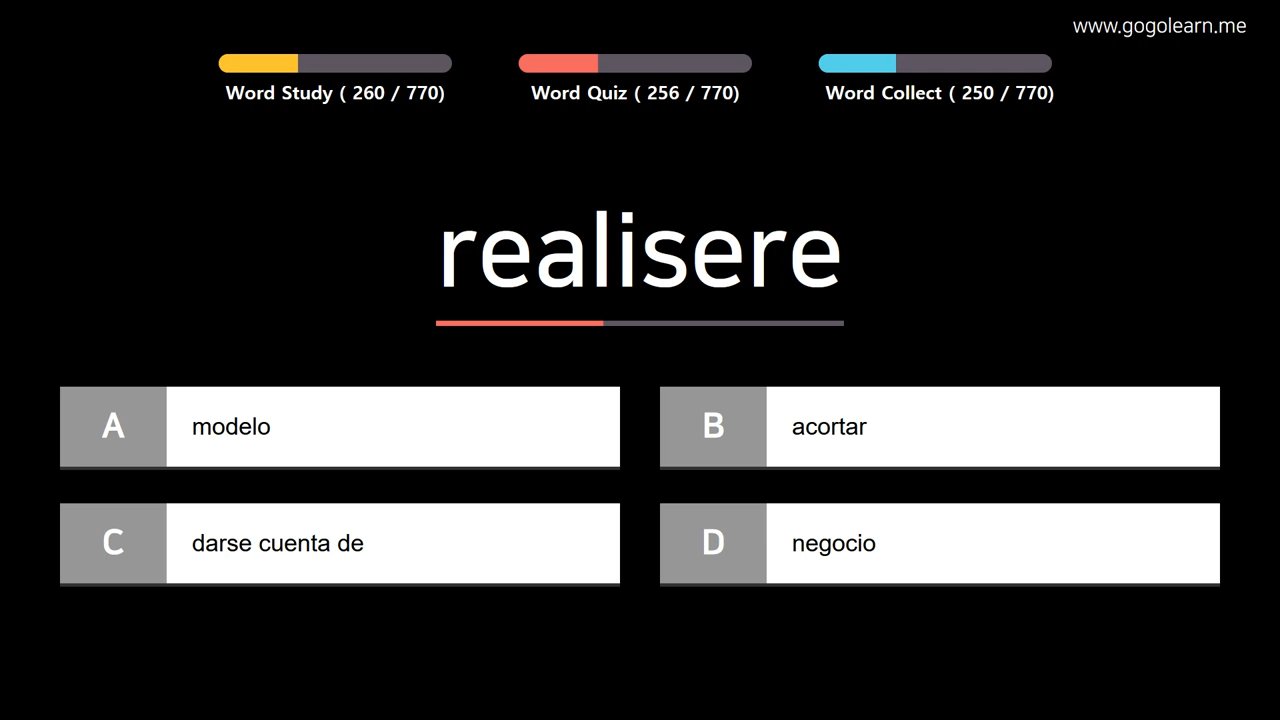 www.gogolearn.me
Word Study ( 260 / 770)
Word Quiz ( 256 / 770)
Word Collect ( 250 / 770)
realisere
A
modelo
B
acortar
C
darse cuenta de
D
negocio